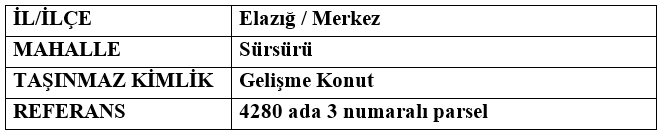 İL/İLÇE Elazığ / Merkez
MAHALLE Sürsürü
TAŞINMAZ KİMLİK Gelişme Konut
REFERANS 4280 ada 3 numaralı parsel